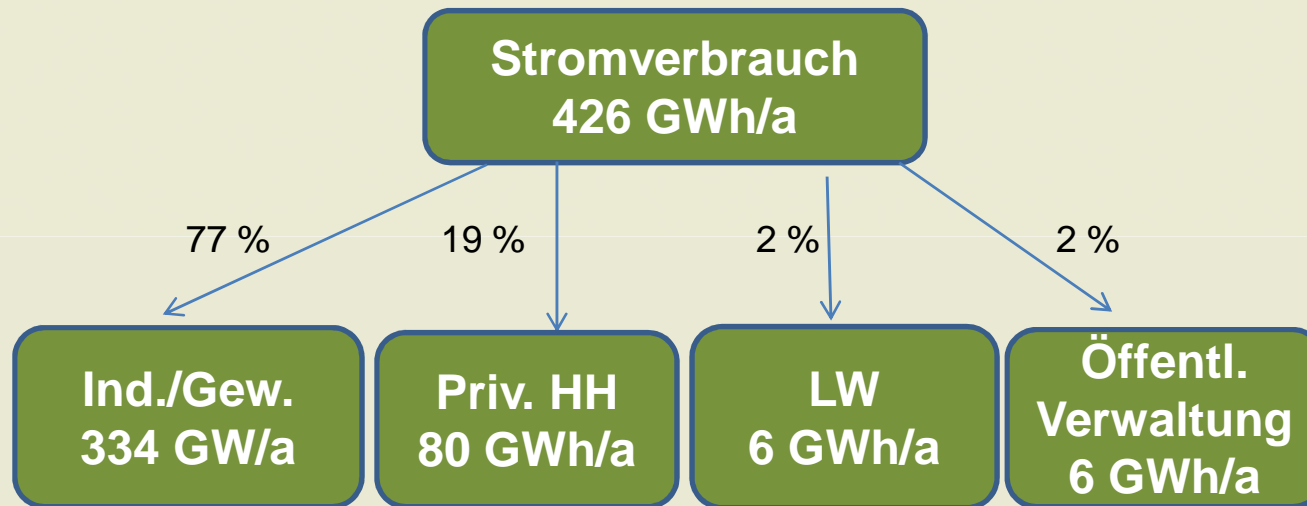 Stromverbrauch
426 GWh/a
77 %
19 %
2 %
2 %
Ind./Gew.
334 GW/a
Priv. HH
80 GWh/a
LW
6 GWh/a
Öffentl.
Verwaltung
6 GWh/a